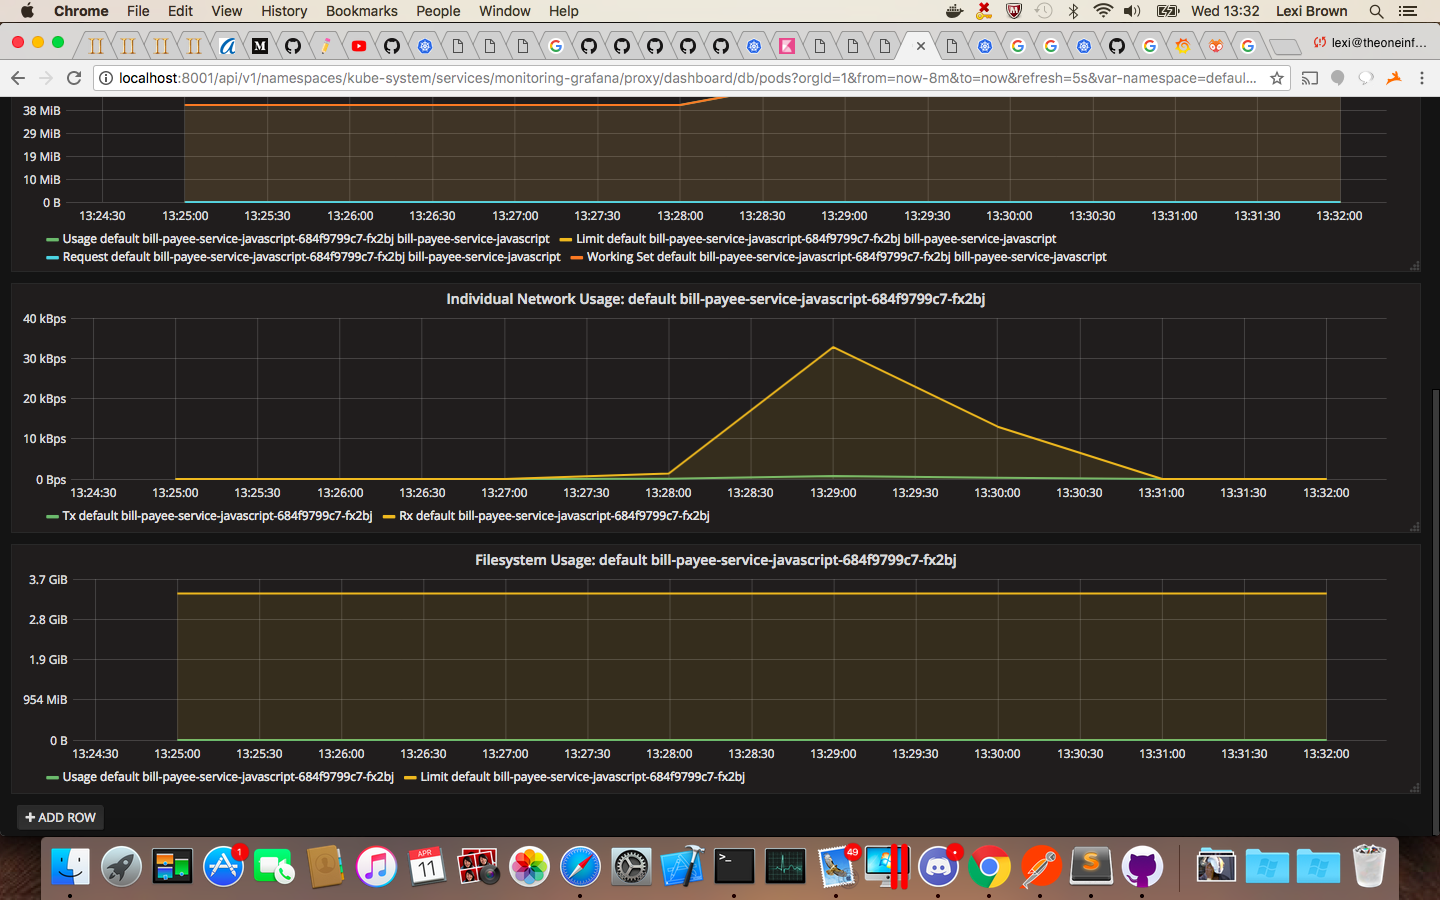 Chrome File Edit View History Bookmarks People Window Help Wed 13:32 Lexi Brown
lexi@theoneinf...
localhost:8001/api/v1/namespaces/kube-system/services/monitoring-grafana/proxy/dashboard/db/pods?orgId=1&from=now-8m&to=now&refresh=5s&var-namespace=defaul...
38 MiB
29 MiB
19 MiB
10 MiB
0 B
13:24:30 13:25:00 13:25:30 13:26:00 13:26:30 13:27:00 13:27:30 13:28:00 13:28:30 13:29:00 13:29:30 13:30:00 13:30:30 13:31:00 13:31:30 13:32:00
Usage default bill-payee-service-javascript-684f9799c7-fx2bj bill-payee-service-javascript Limit default bill-payee-service-javascript-684f9799c7-fx2bj bill-payee-service-javascript
Request default bill-payee-service-javascript-684f9799c7-fx2bj bill-payee-service-javascript Working Set default bill-payee-service-javascript-684f9799c7-fx2bj bill-payee-service-javascript
Individual Network Usage: default bill-payee-service-javascript-684f9799c7-fx2bj
40 kBps
30 kBps
20 kBps
10 kBps
0 Bps
13:24:30 13:25:00 13:25:30 13:26:00 13:26:30 13:27:00 13:27:30 13:28:00 13:28:30 13:29:00 13:29:30 13:30:00 13:30:30 13:31:00 13:31:30 13:32:00
Tx default bill-payee-service-javascript-684f9799c7-fx2bj Rx default bill-payee-service-javascript-684f9799c7-fx2bj
Filesystem Usage: default bill-payee-service-javascript-684f9799c7-fx2bj
3.7 GiB
2.8 GiB
1.9 GiB
954 MiB
0 B
13:24:30 13:25:00 13:25:30 13:26:00 13:26:30 13:27:00 13:27:30 13:28:00 13:28:30 13:29:00 13:29:30 13:30:00 13:30:30 13:31:00 13:31:30 13:32:00
Usage default bill-payee-service-javascript-684f9799c7-fx2bj Limit default bill-payee-service-javascript-684f9799c7-fx2bj
+ ADD ROW
1 APR 11 49